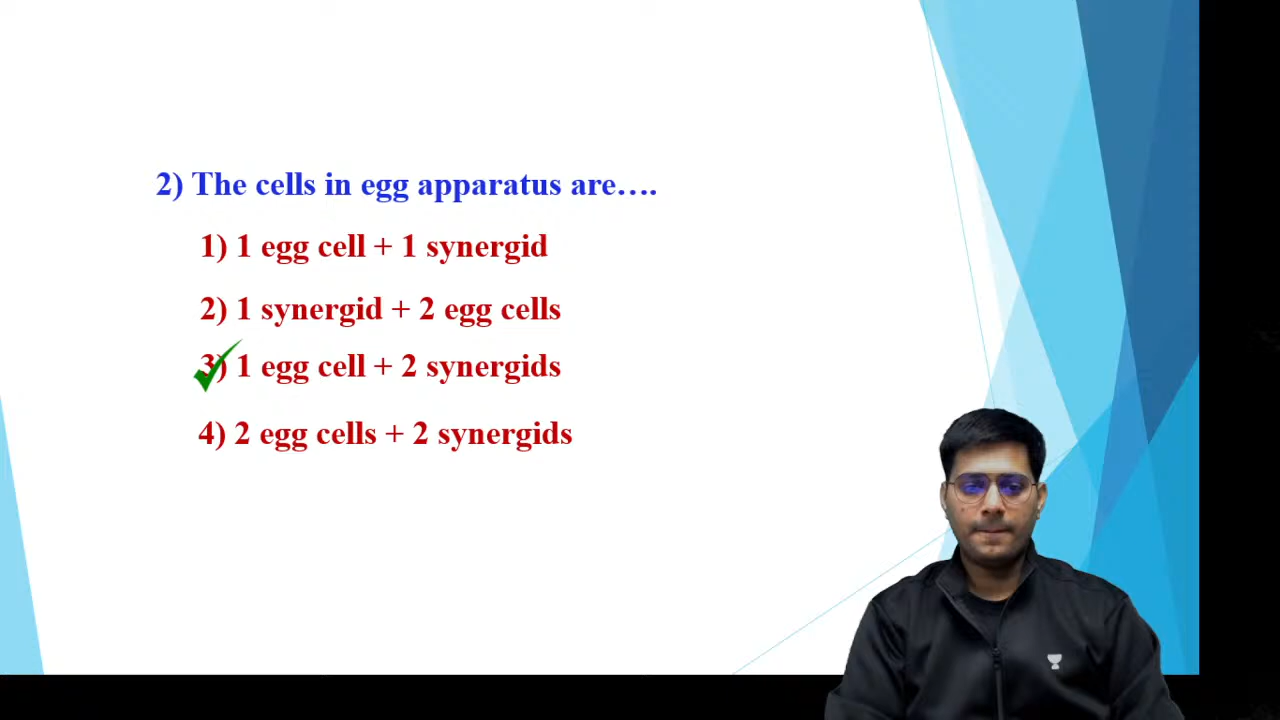 2) The cells in egg apparatus are….
1) 1 egg cell + 1 synergid
2) 1 synergid + 2 egg cells
3) 1 egg cell + 2 synergids
4) 2 egg cells + 2 synergids